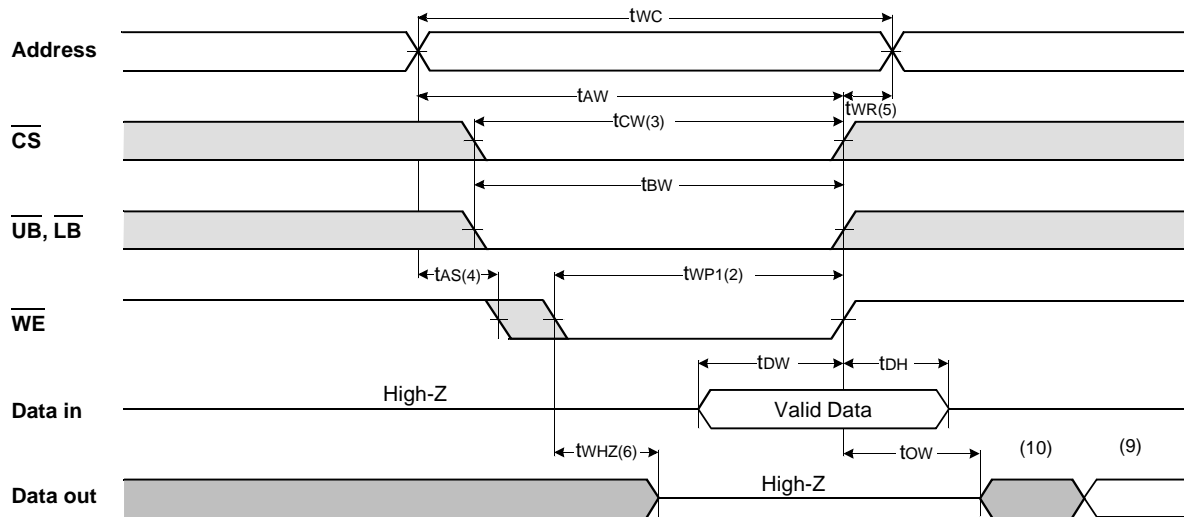 tWC
Address
tAW
tWR(5)
tCW(3)
CS
tBW
UB, LB
tAS(4)
tWP1(2)
WE
tDW
tDH
High-Z
Data in
Valid Data
tWHZ(6)
tOW
(10)
(9)
High-Z
Data out